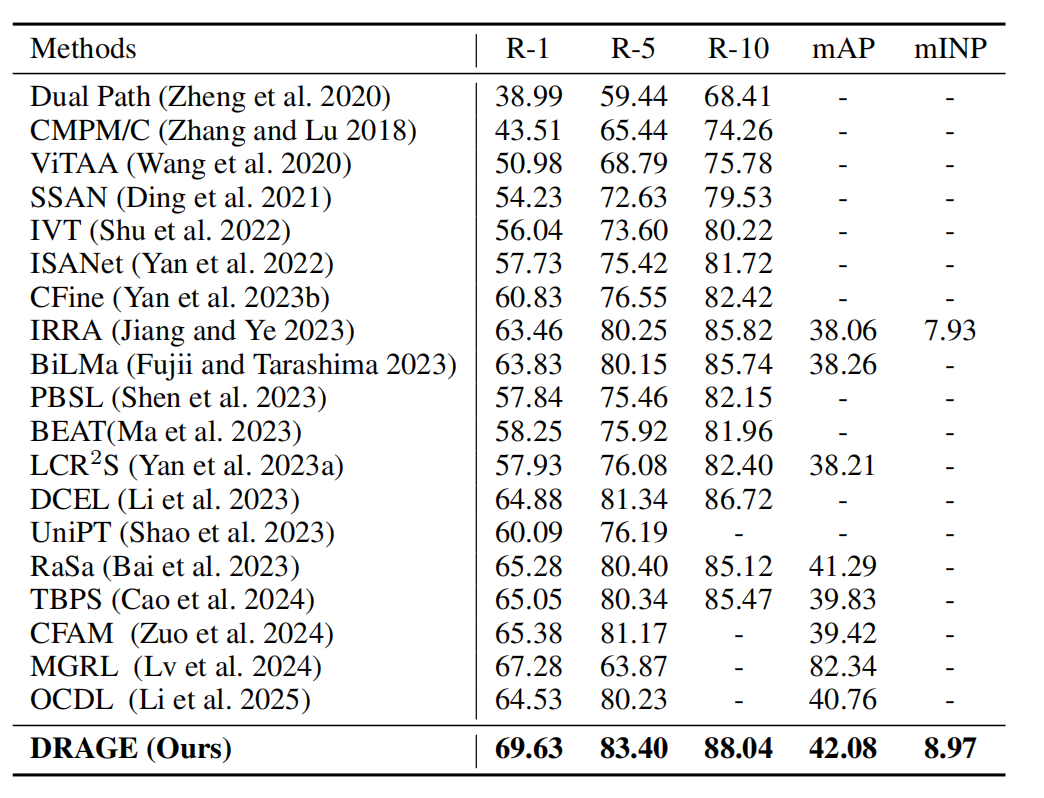 Methods R-1 R-5 R-10 mAP mINP
Dual Path (Zheng et al. 2020) 38.99 59.44 68.41 - -
CMPM/C (Zhang and Lu 2018) 43.51 65.44 74.26 - -
ViTAA (Wang et al. 2020) 50.98 68.79 75.78 - -
SSAN (Ding et al. 2021) 54.23 72.63 79.53 - -
IVT (Shu et al. 2022) 56.04 73.60 80.22 - -
ISANet (Yan et al. 2022) 57.73 75.42 81.72 - -
CFine (Yan et al. 2023b) 60.83 76.55 82.42 - -
IRRA (Jiang and Ye 2023) 63.46 80.25 85.82 38.06 7.93
BiLMa (Fujii and Tarashima 2023) 63.83 80.15 85.74 38.26 -
PBSL (Shen et al. 2023) 57.84 75.46 82.15 - -
BEAT(Ma et al. 2023) 58.25 75.92 81.96 - -
LCR²S (Yan et al. 2023a) 57.93 76.08 82.40 38.21 -
DCEL (Li et al. 2023) 64.88 81.34 86.72 - -
UniPT (Shao et al. 2023) 60.09 76.19 - - -
RaSa (Bai et al. 2023) 65.28 80.40 85.12 41.29 -
TBPS (Cao et al. 2024) 65.05 80.34 85.47 39.83 -
CFAM (Zuo et al. 2024) 65.38 81.17 - 39.42 -
MGRL (Lv et al. 2024) 67.28 63.87 - 82.34 -
OCDL (Li et al. 2025) 64.53 80.23 - 40.76 -
DRAGE (Ours) 69.63 83.40 88.04 42.08 8.97